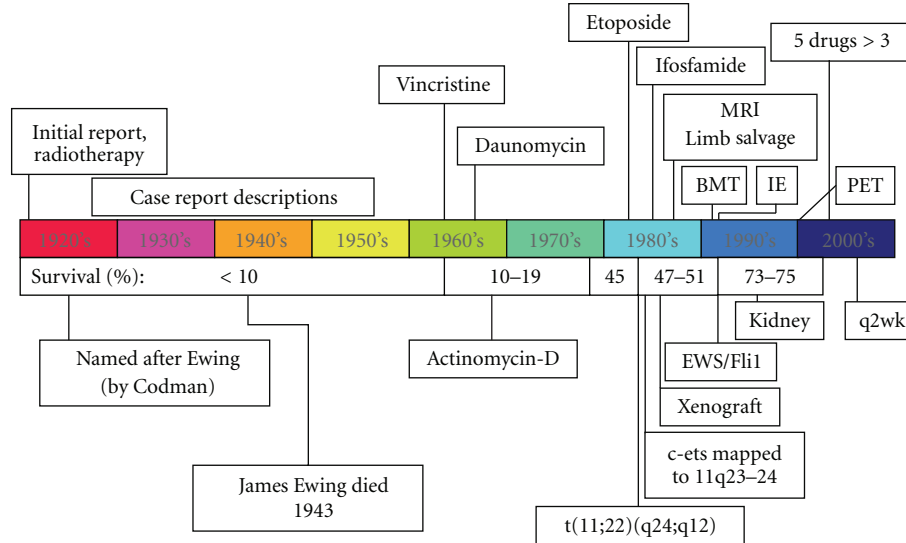 Etoposide
5 drugs > 3
Vincristine
Ifosfamide
Initial report,
radiotherapy
MRI
Limb salvage
Daunomycin
Case report descriptions
BMT
IE
PET
1920's 1930's 1940's 1950's 1960's 1970's 1980's 1990's 2000's
Survival (%): < 10 10–19 45 47–51 73–75
Kidney
q2wk
Named after Ewing
(by Codman)
Actinomycin-D
EWS/Fli1
Xenograft
c-ets mapped
to 11q23–24
James Ewing died
1943
t(11;22)(q24;q12)